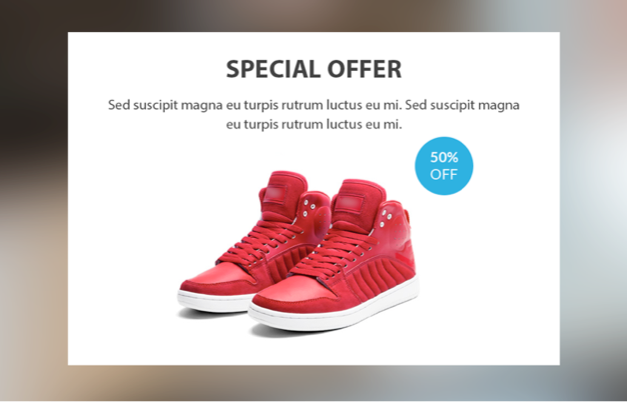 SPECIAL OFFER
Sed suscipit magna eu turpis rutrum luctus eu mi. Sed suscipit magna
eu turpis rutrum luctus eu mi.
50%
OFF